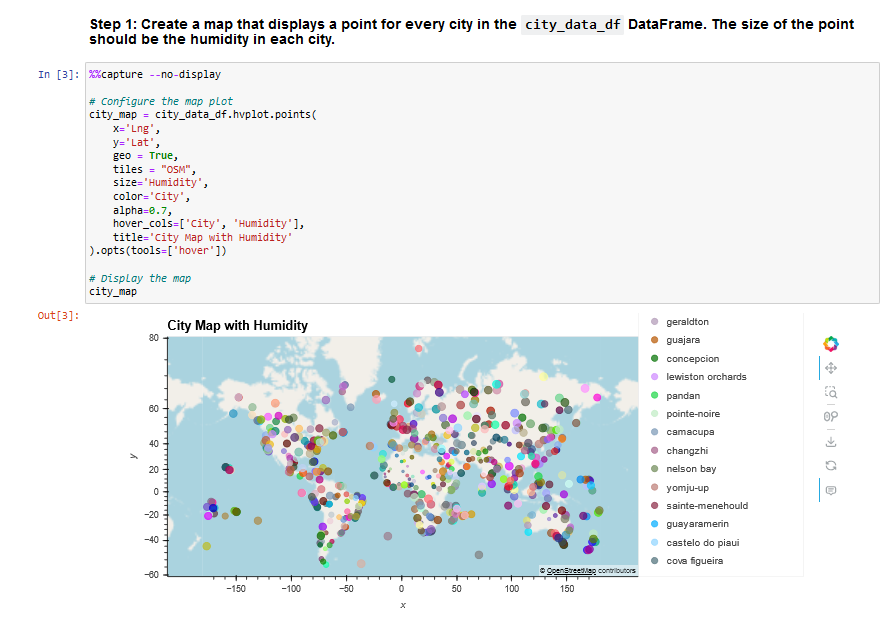 Step 1: Create a map that displays a point for every city in the city_data_df DataFrame. The size of the point
should be the humidity in each city.
In [3]: %%capture --no-display
# Configure the map plot
city_map = city_data_df.hvplot.points(
    x='Lng',
    y='Lat',
    geo = True,
    tiles = "OSM",
    size='Humidity',
    color='City',
    alpha=0.7,
    hover_cols=['City', 'Humidity'],
    title='City Map with Humidity'
).opts(tools=['hover'])
# Display the map
city_map
Out[3]:
City Map with Humidity
80
60
40
20
0
−20
−40
−60
y
−150 −100 −50 0 50 100 150
x
© OpenStreetMap contributors
geraldton
guajara
concepcion
lewiston orchards
pandan
pointe-noire
camacupa
changzhi
nelson bay
yomju-up
sainte-menehould
guayaramerin
castelo do piaui
cova figueira